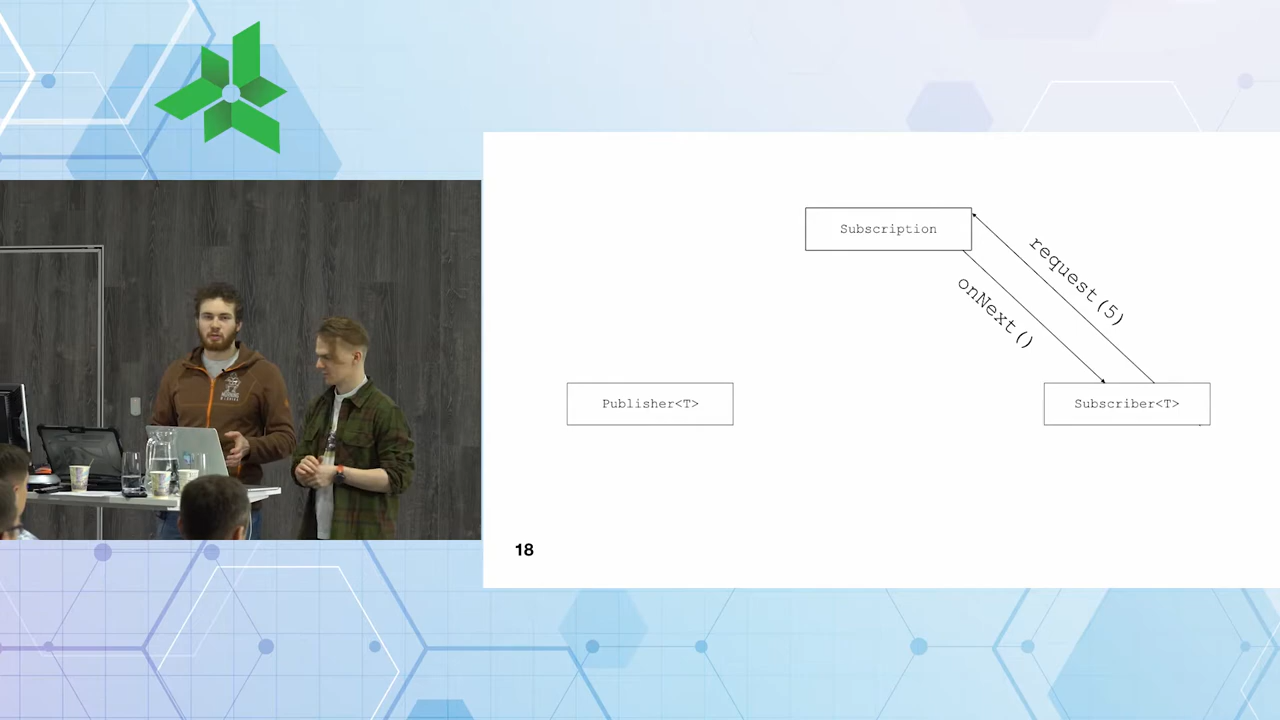 Subscription
request(5)
onNext()
Publisher<T>
Subscriber<T>
18